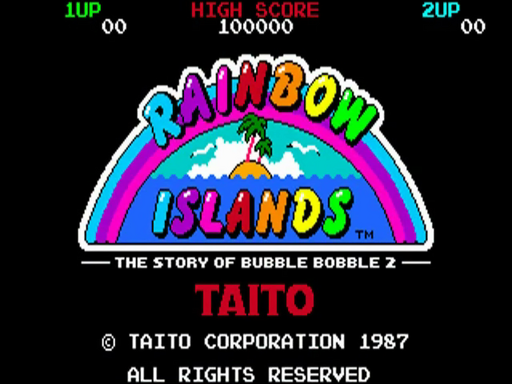 1UP HIGH SCORE 2UP
00 100000 00
RAINBOW
ISLANDS
TM
THE STORY OF BUBBLE BOBBLE 2
TAITO
© TAITO CORPORATION 1987
ALL RIGHTS RESERVED